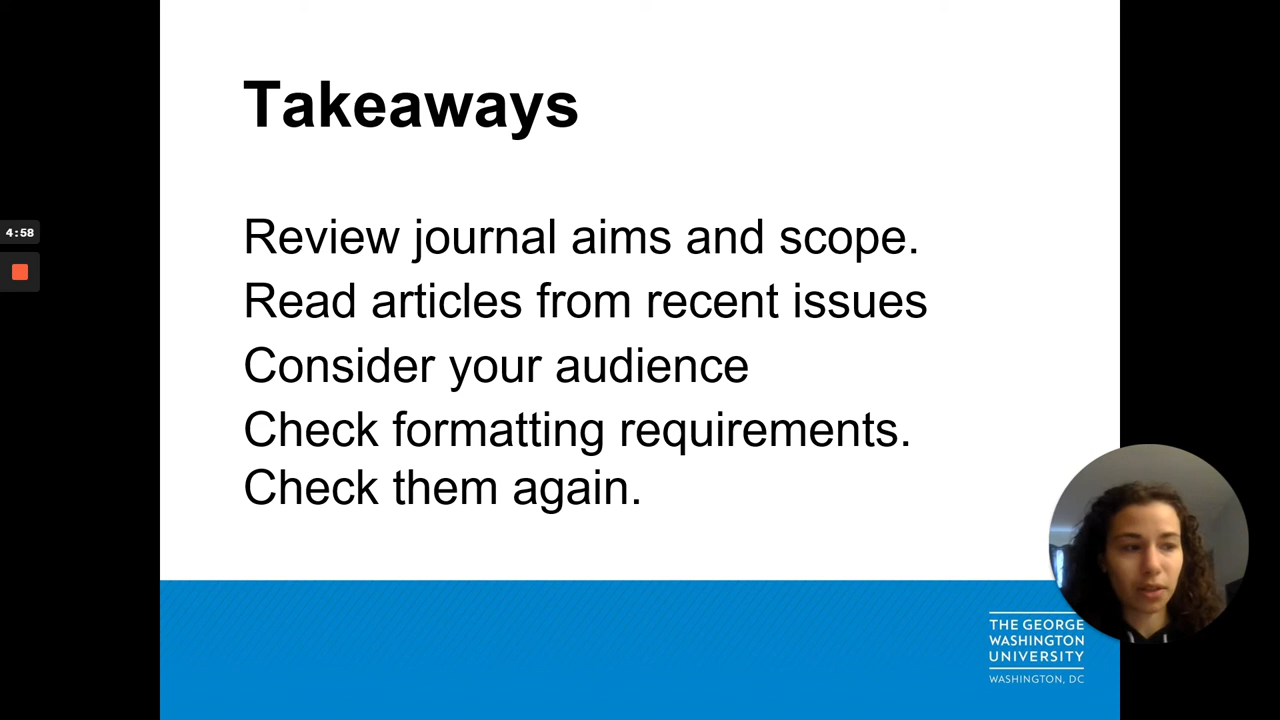 Takeaways
4:58
Review journal aims and scope.
Read articles from recent issues
Consider your audience
Check formatting requirements.
Check them again.
THE GEORGE
WASHINGTON
UNIVERSITY
WASHINGTON, DC